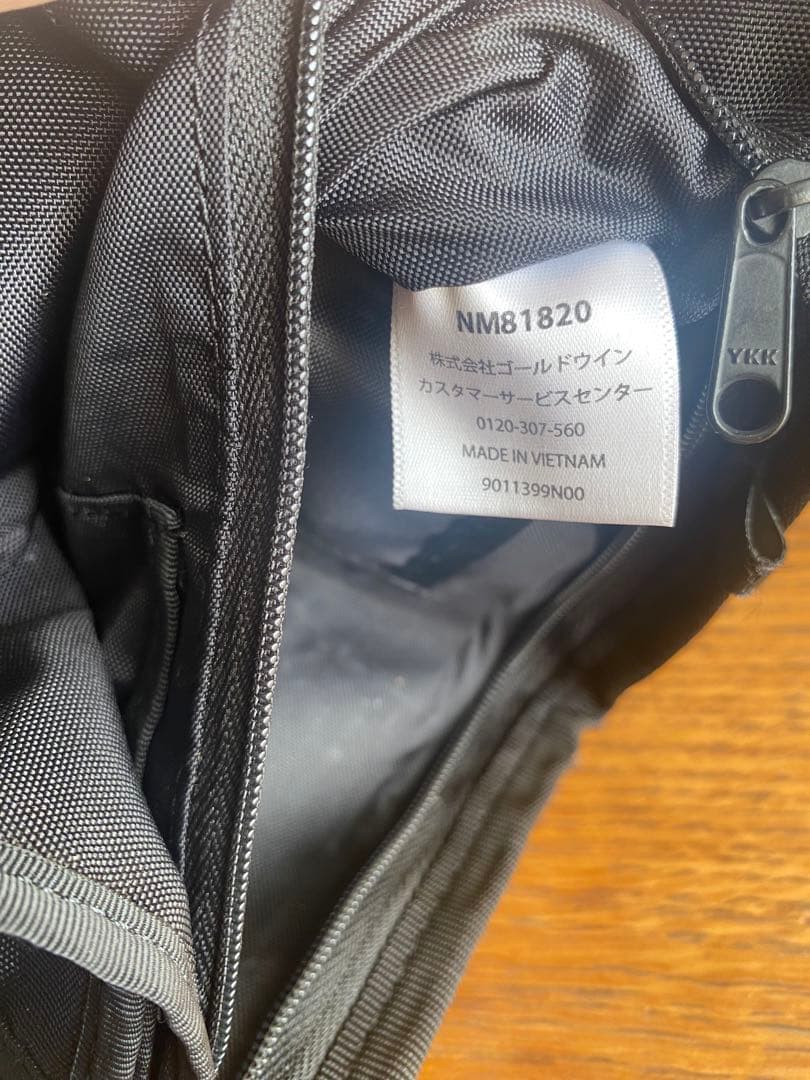 NM81820
株式会社ゴールドウイン
カスタマーサービスセンター
0120-307-560
MADE IN VIETNAM
9011399N00
YKK